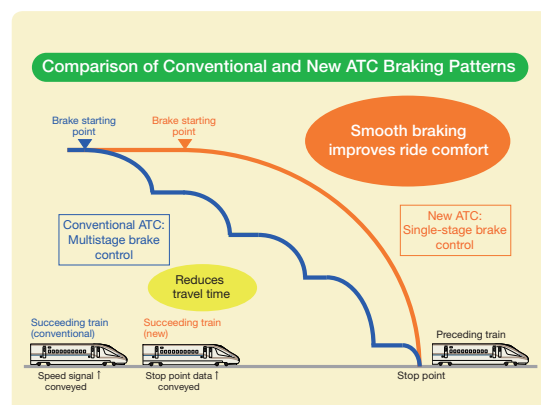 Comparison of Conventional and New ATC Braking Patterns
Brake starting
point
Brake starting
point
Smooth braking
improves ride comfort
Conventional ATC:
Multistage brake
control
New ATC:
Single-stage brake
control
Reduces
travel time
Succeeding train
(conventional)
Succeeding train
(new)
Preceding train
Speed signal ↑
conveyed
Stop point data ↑
conveyed
Stop point